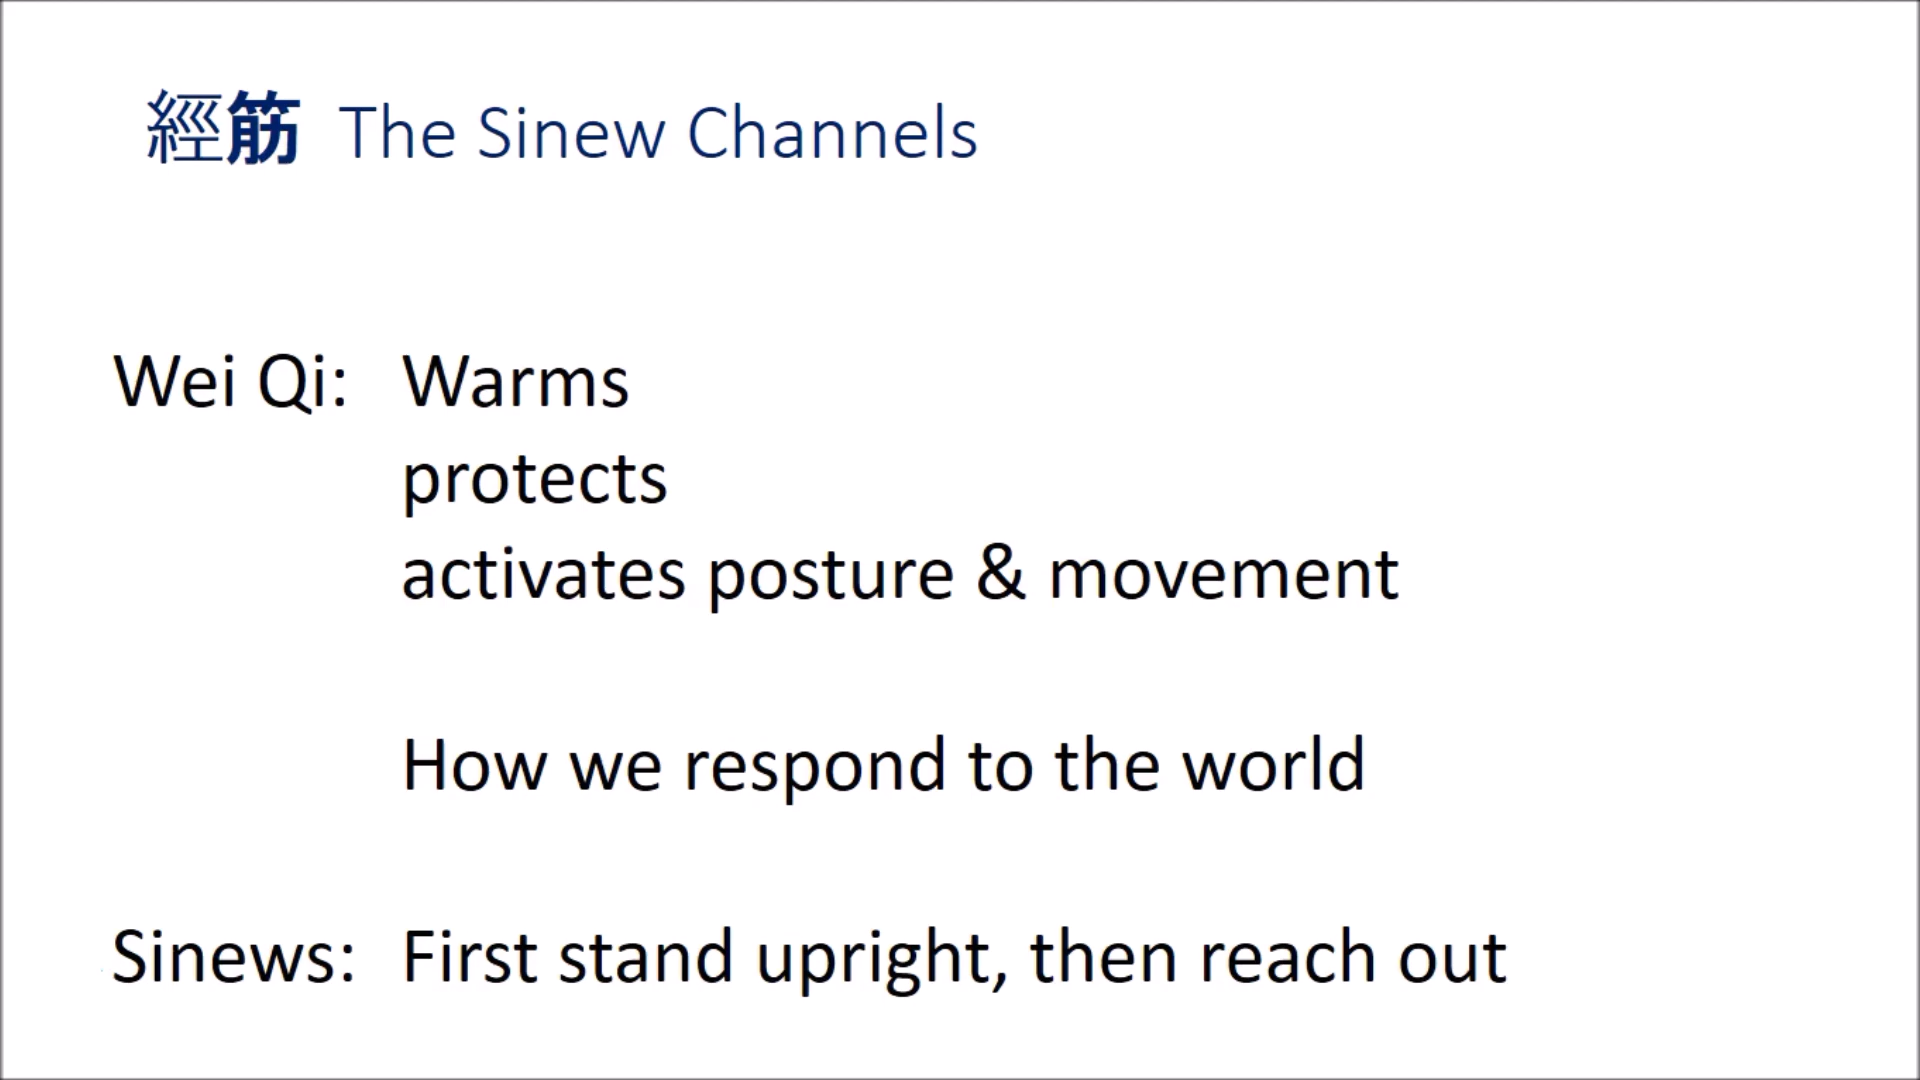 經筋 The Sinew Channels
Wei Qi: Warms
protects
activates posture & movement
How we respond to the world
Sinews: First stand upright, then reach out